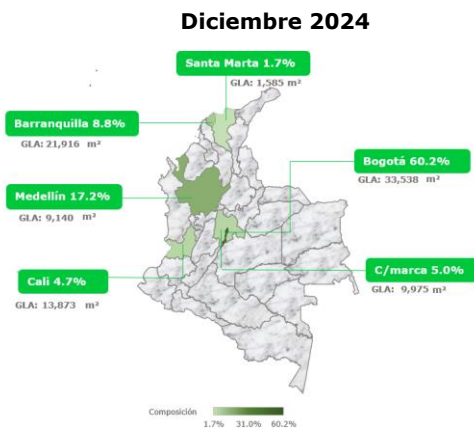 Diciembre 2024
Santa Marta 1.7%
GLA: 1,585 m²
Barranquilla 8.8%
GLA: 21,916 m²
Bogotá 60.2%
GLA: 33,538 m²
Medellín 17.2%
GLA: 9,140 m²
Cali 4.7%
GLA: 13,873 m²
C/marca 5.0%
GLA: 9,975 m²
Composición
1.7% 31.0% 60.2%